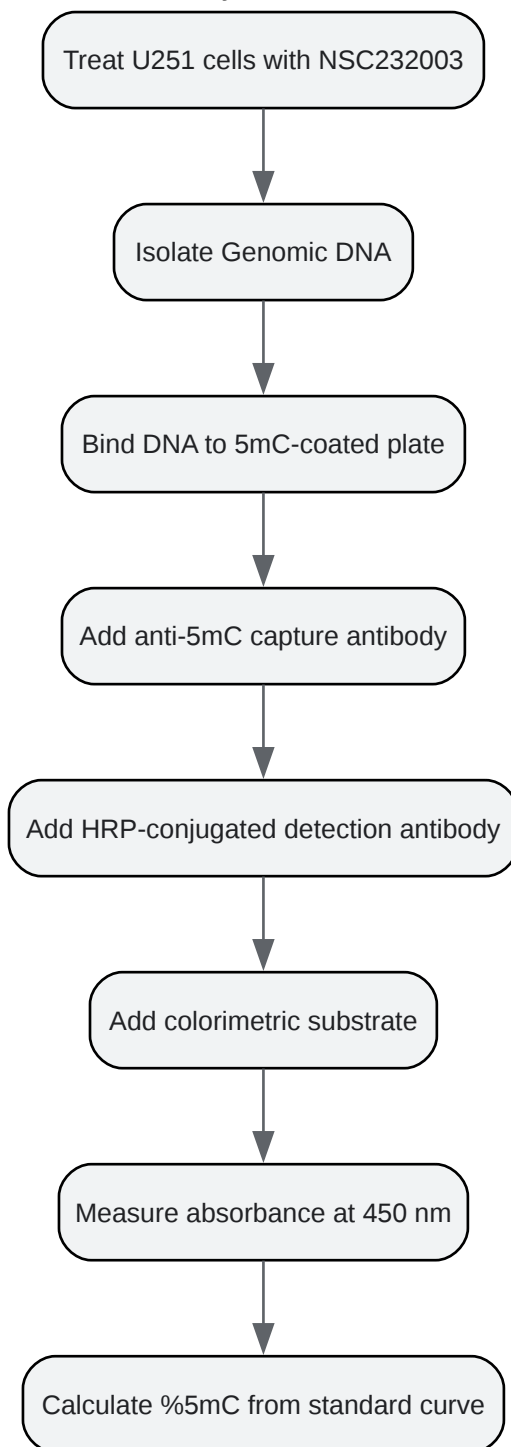 Treat U251 cells with NSC232003
Isolate Genomic DNA
Bind DNA to 5mC-coated plate
Add anti-5mC capture antibody
Add HRP-conjugated detection antibody
Add colorimetric substrate
Measure absorbance at 450 nm
Calculate %5mC from standard curve